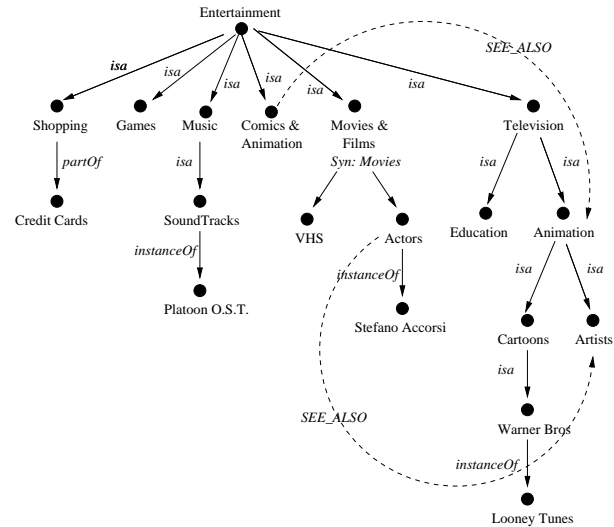 Entertainment
SEE_ALSO
isa
isa
isa
isa
isa
isa
Shopping
Games
Music
Comics &
Animation
Movies &
Films
Syn: Movies
Television
partOf
isa
isa
isa
Credit Cards
SoundTracks
VHS
Actors
Education
Animation
instanceOf
instanceOf
isa
isa
Platoon O.S.T.
Stefano Accorsi
Cartoons
Artists
isa
SEE_ALSO
Warner Bros
instanceOf
Looney Tunes